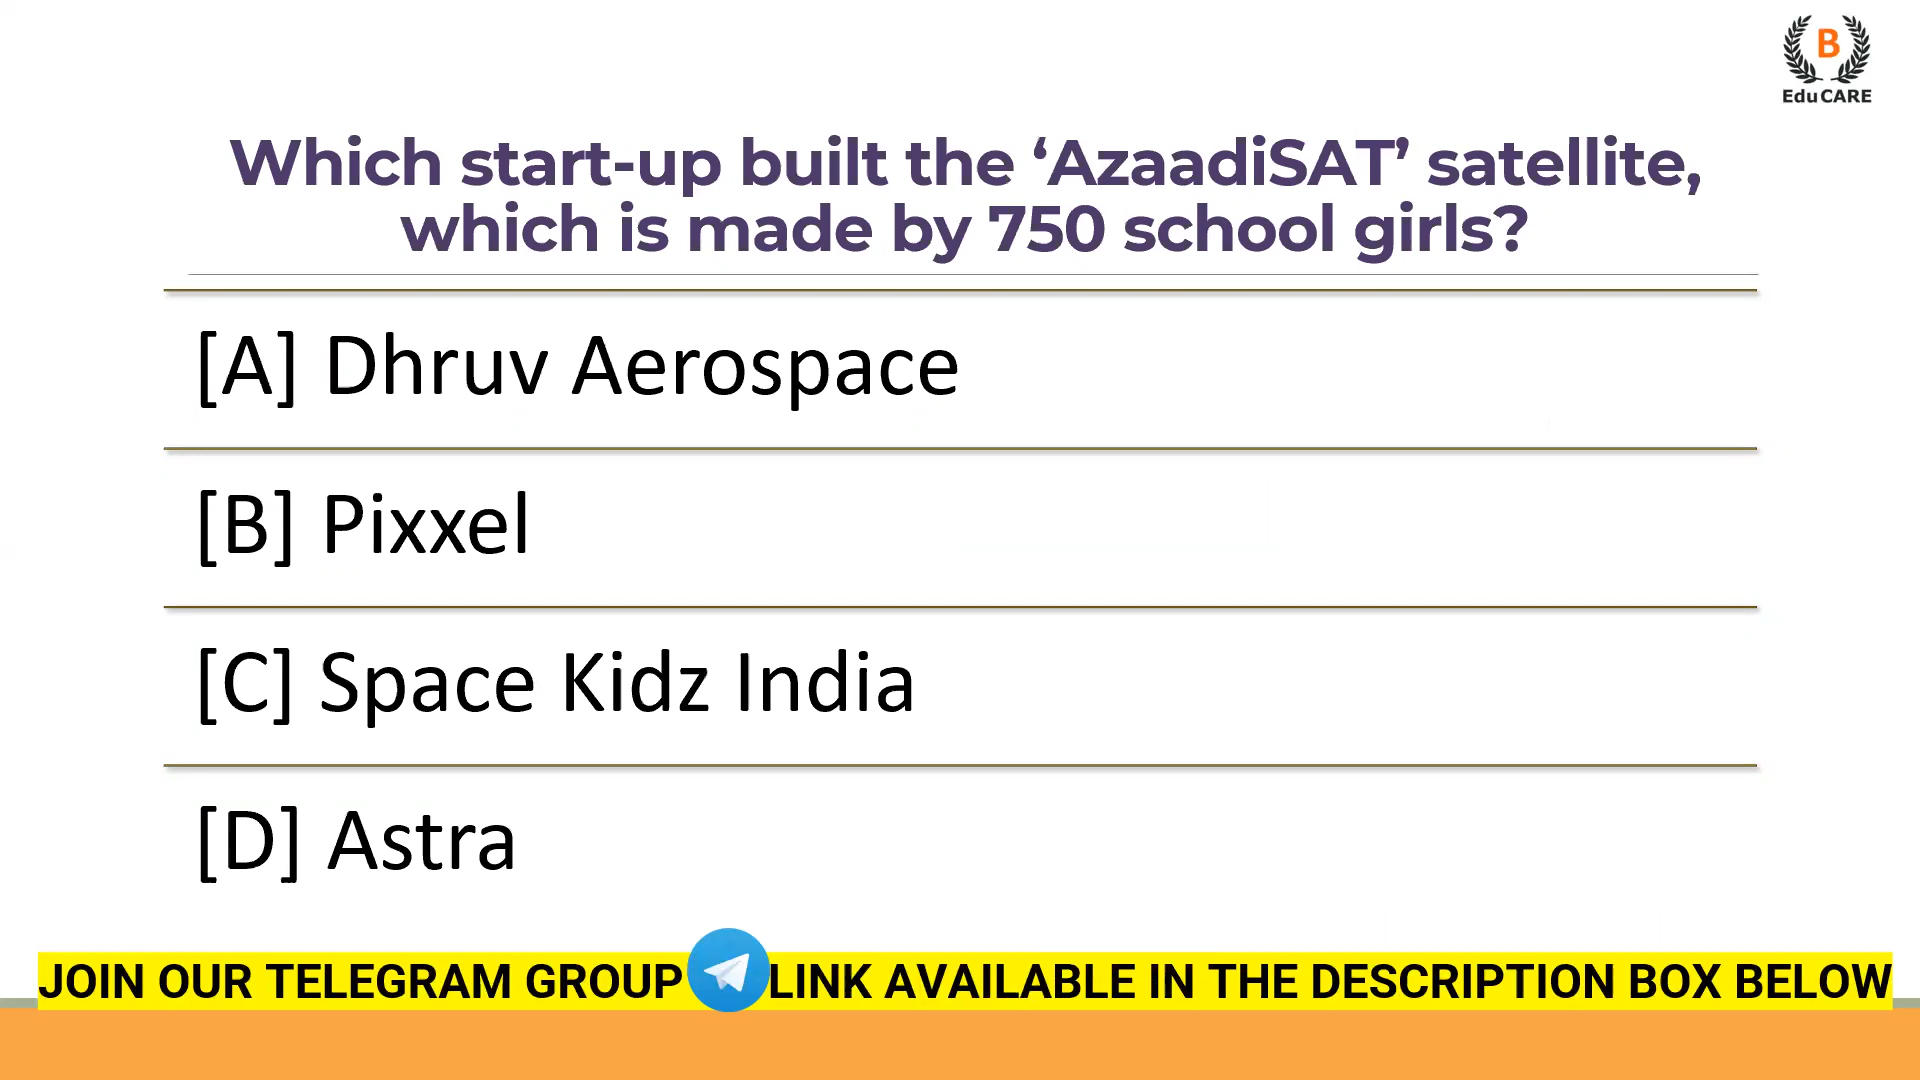 B
EduCARE
Which start-up built the ‘AzaadiSAT’ satellite,
which is made by 750 school girls?
[A] Dhruv Aerospace
[B] Pixxel
[C] Space Kidz India
[D] Astra
JOIN OUR TELEGRAM GROUP LINK AVAILABLE IN THE DESCRIPTION BOX BELOW